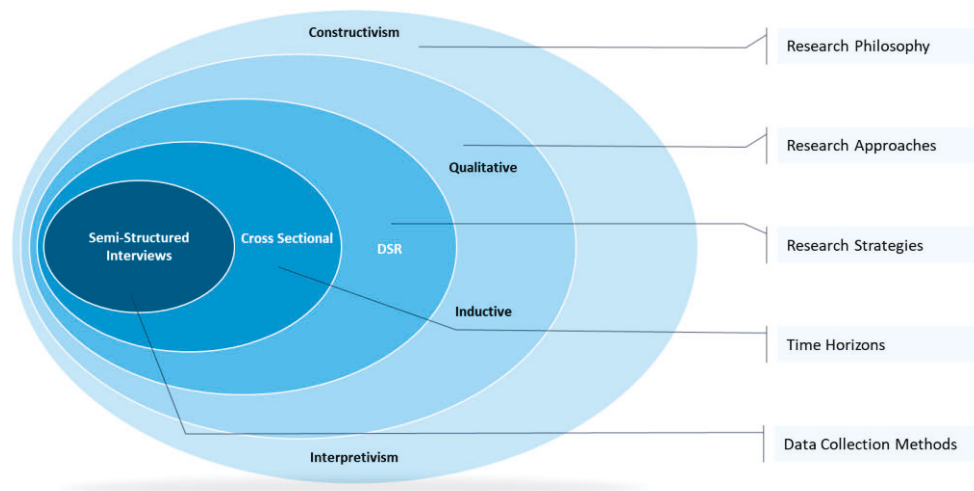 Constructivism
Research Philosophy
Research Approaches
Qualitative
Semi-Structured
Interviews
Cross Sectional
DSR
Research Strategies
Inductive
Time Horizons
Interpretivism
Data Collection Methods